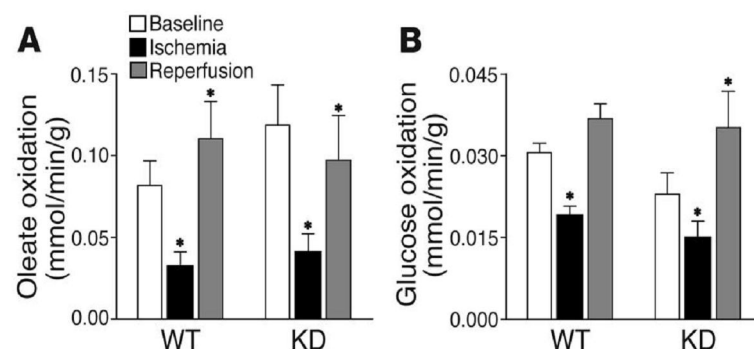 A
Baseline
Ischemia
Reperfusion
Oleate oxidation
(mmol/min/g)
0.15
0.10
0.05
0.00
*
*
*
*
WT
KD
B
Glucose oxidation
(mmol/min/g)
0.045
0.030
0.015
0.000
*
*
*
WT
KD